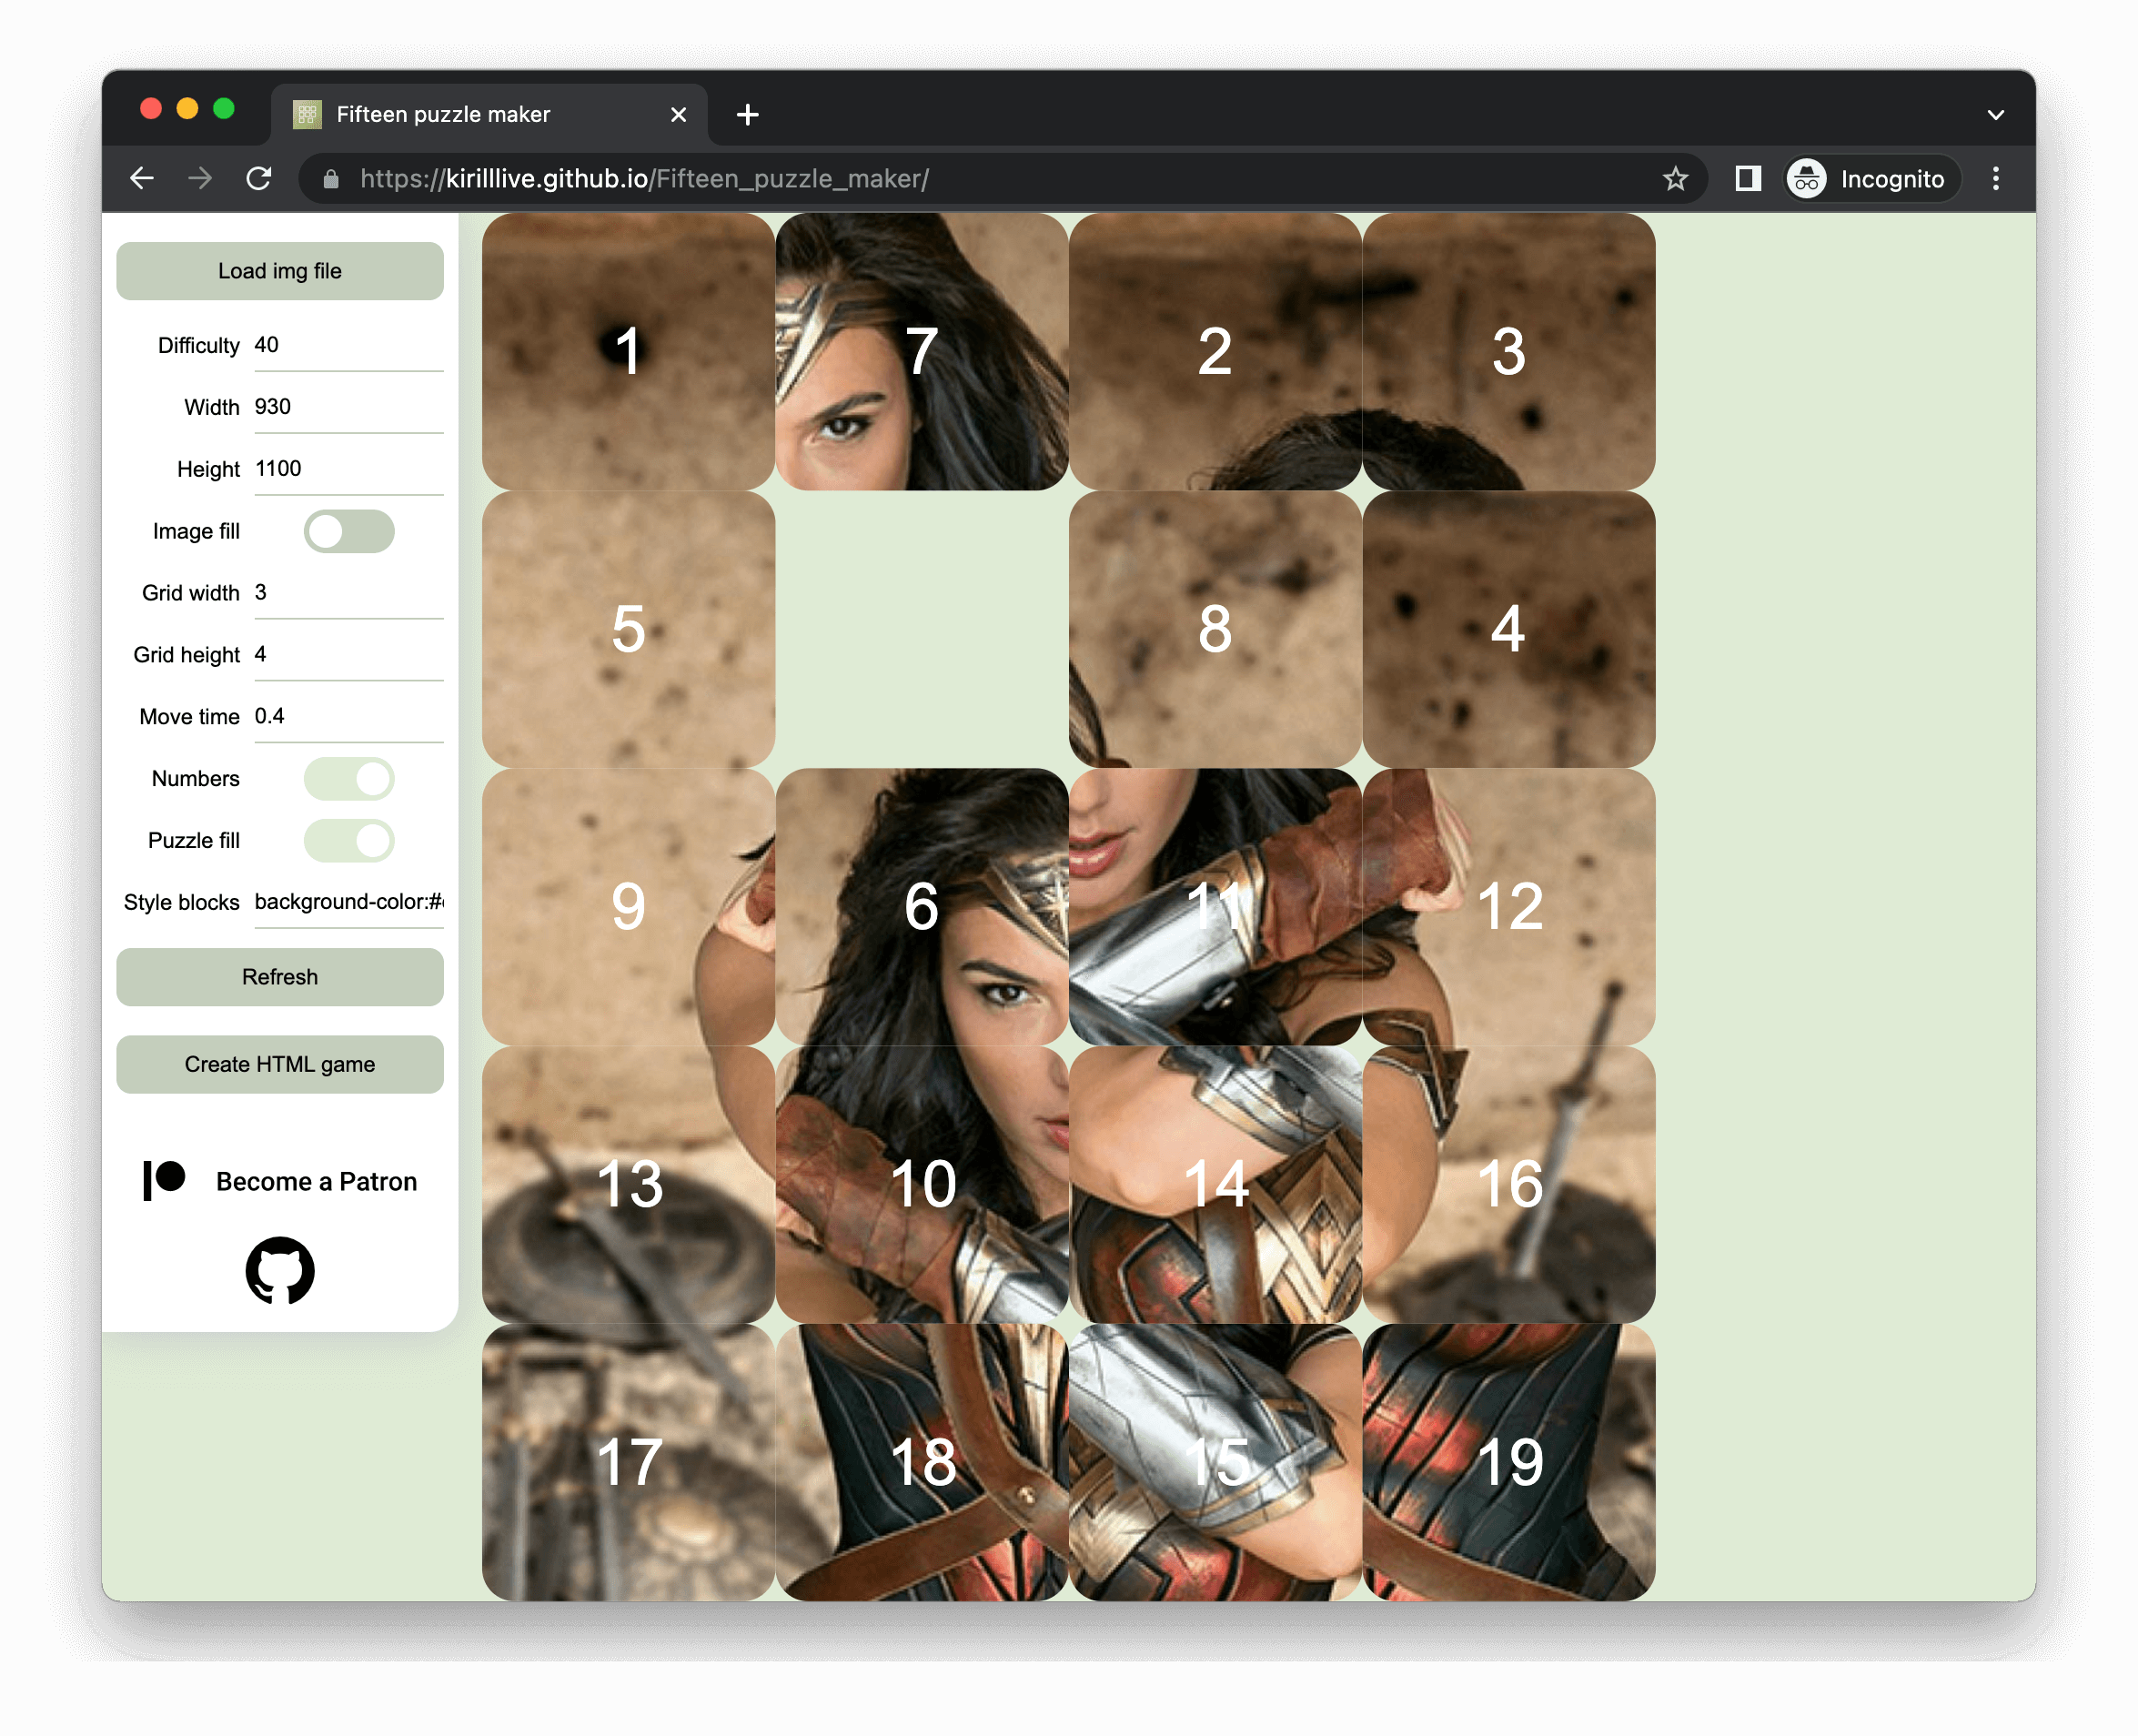 Fifteen puzzle maker
https://kirilllive.github.io/Fifteen_puzzle_maker/
Incognito
Load img file
Difficulty 40
Width 930
Height 1100
Image fill
Grid width 3
Grid height 4
Move time 0.4
Numbers
Puzzle fill
Style blocks background-color:#
Refresh
Create HTML game
Become a Patron
1 7 2 3
5 8 4
9 6 11 12
13 10 14 16
17 18 15 19